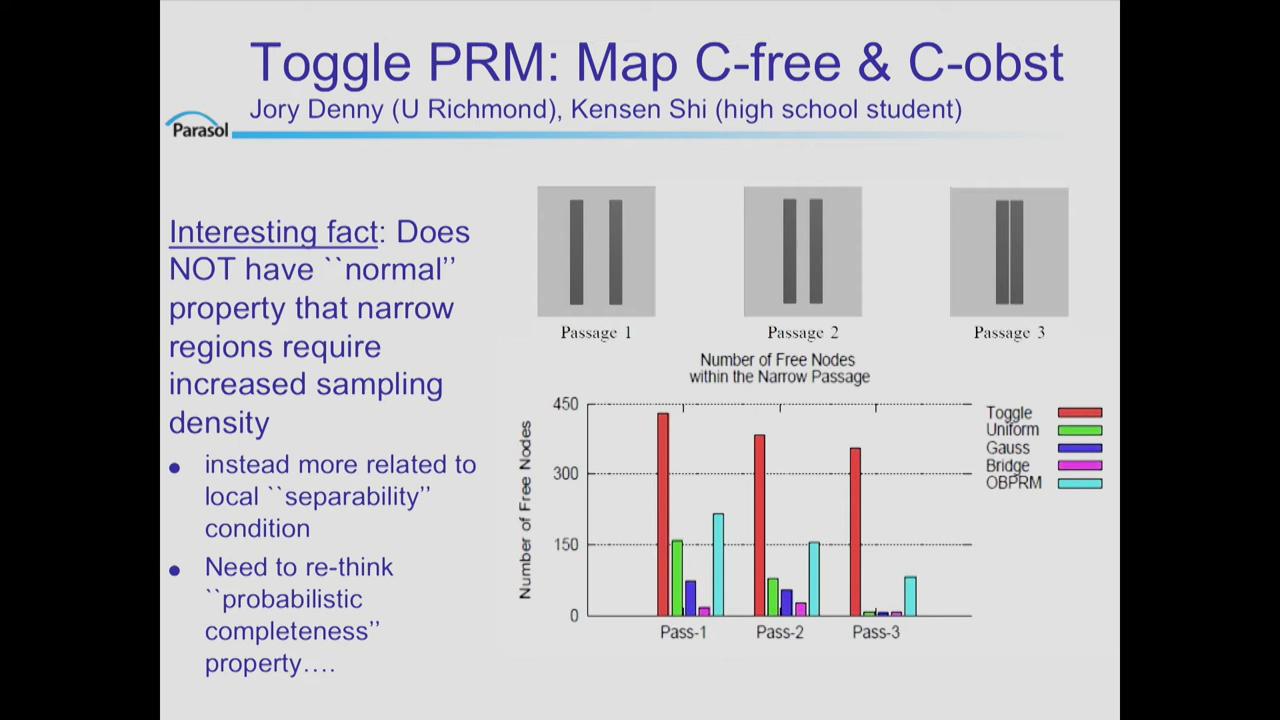 Toggle PRM: Map C-free & C-obst
Jory Denny (U Richmond), Kensen Shi (high school student)
Parasol
Interesting fact: Does
NOT have ``normal’’
property that narrow
regions require
increased sampling
density
• instead more related to
local ``separability’’
condition
• Need to re-think
``probabilistic
completeness’’
property….
Passage 1
Passage 2
Passage 3
Number of Free Nodes
within the Narrow Passage
Number of Free Nodes
450
300
150
0
Pass-1
Pass-2
Pass-3
Toggle
Uniform
Gauss
Bridge
OBPRM